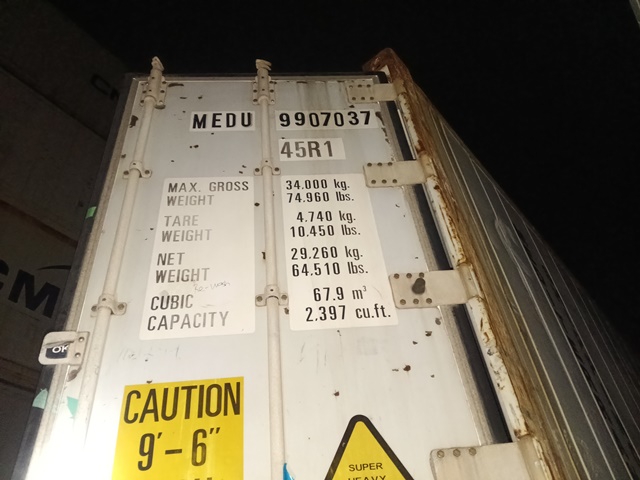 MEDU 9907037
45R1
MAX. GROSS 34.000 kg.
WEIGHT 74.960 lbs.
TARE 4.740 kg.
WEIGHT 10.450 lbs.
NET 29.260 kg.
WEIGHT 64,510 lbs.
CUBIC 67.9 m³
CAPACITY 2,397 cu.ft.
OK
CM
CAUTION
9'-6"
SUPER
HEAVY